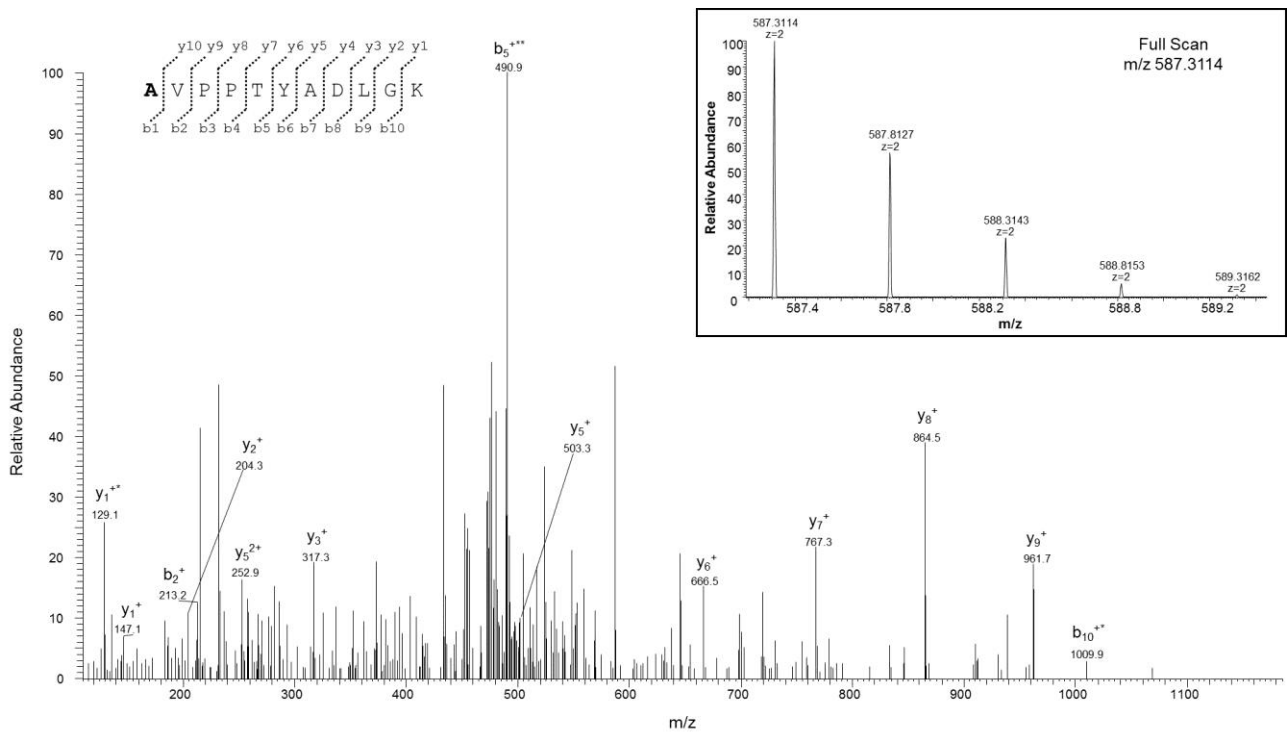 y10 y9 y8 y7 y6 y5 y4 y3 y2 y1
A V P P T Y A D L G K
b1 b2 b3 b4 b5 b6 b7 b8 b9 b10
b₅⁺**
490.9
Full Scan
m/z 587.3114
587.3114
z=2
587.8127
z=2
588.3143
z=2
588.8153
z=2
589.3162
z=2
100
90
80
70
60
50
40
30
20
10
0
Relative Abundance
587.4 587.8 588.2 588.8 589.2
m/z
y₁⁺*
129.1
y₁⁺
147.1
b₂⁺
213.2
y₂⁺
204.3
y₅²⁺
252.9
y₃⁺
317.3
y₅⁺
503.3
y₆⁺
666.5
y₇⁺
767.3
y₈⁺
864.5
y₉⁺
961.7
b₁₀⁺*
1009.9
100
90
80
70
60
50
40
30
20
10
0
Relative Abundance
200 300 400 500 600 700 800 900 1000 1100
m/z